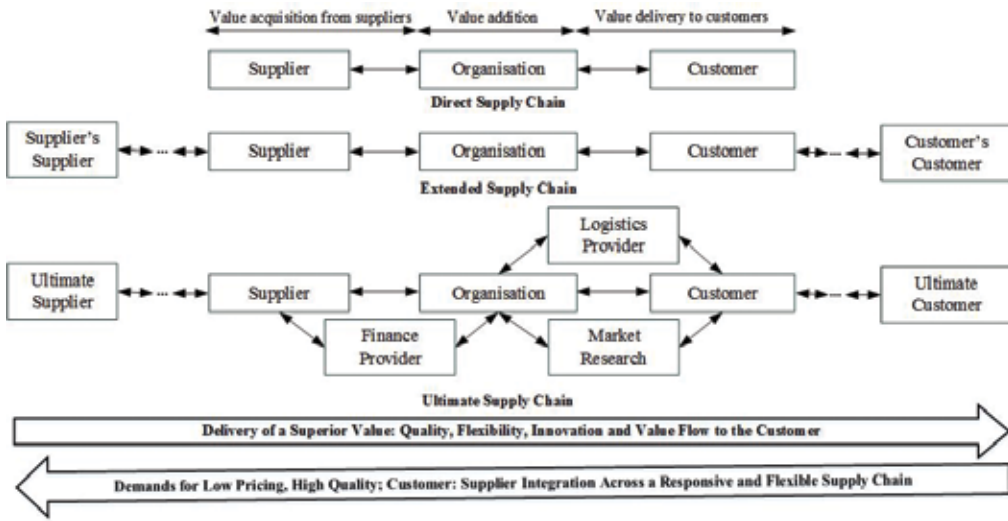 Value acquisition from suppliers Value addition Value delivery to customers
Supplier Organisation Customer
Direct Supply Chain
Supplier's
Supplier
... Supplier Organisation Customer ...
Customer's
Customer
Extended Supply Chain
Logistics
Provider
Ultimate
Supplier
... Supplier Organisation Customer ...
Ultimate
Customer
Finance
Provider
Market
Research
Ultimate Supply Chain
Delivery of a Superior Value: Quality, Flexibility, Innovation and Value Flow to the Customer
Demands for Low Pricing, High Quality; Customer: Supplier Integration Across a Responsive and Flexible Supply Chain